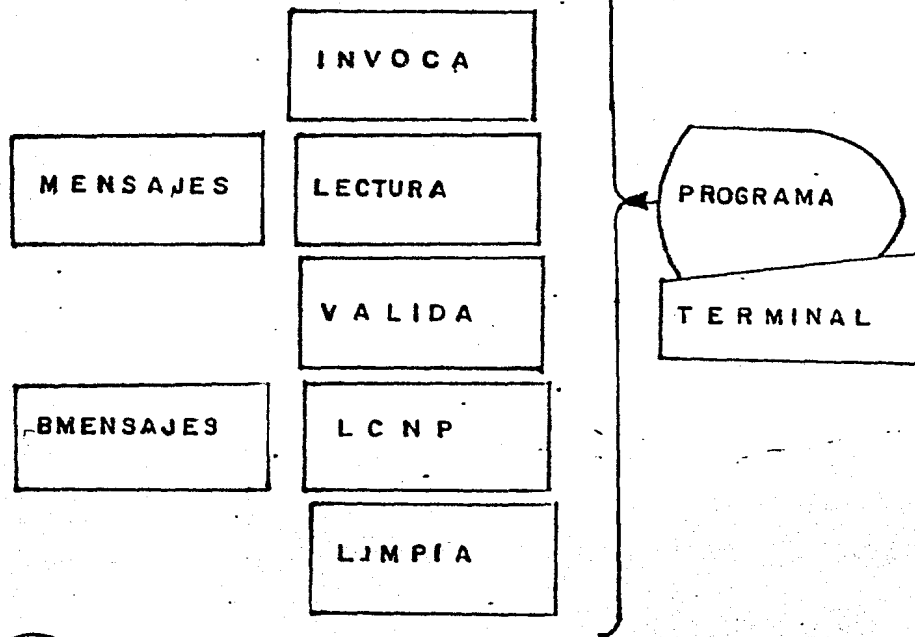 INVOCA
MENSAJES
LECTURA
PROGRAMA
VALIDA
TERMINAL
BMENSAJES
LCNP
LIMPIA